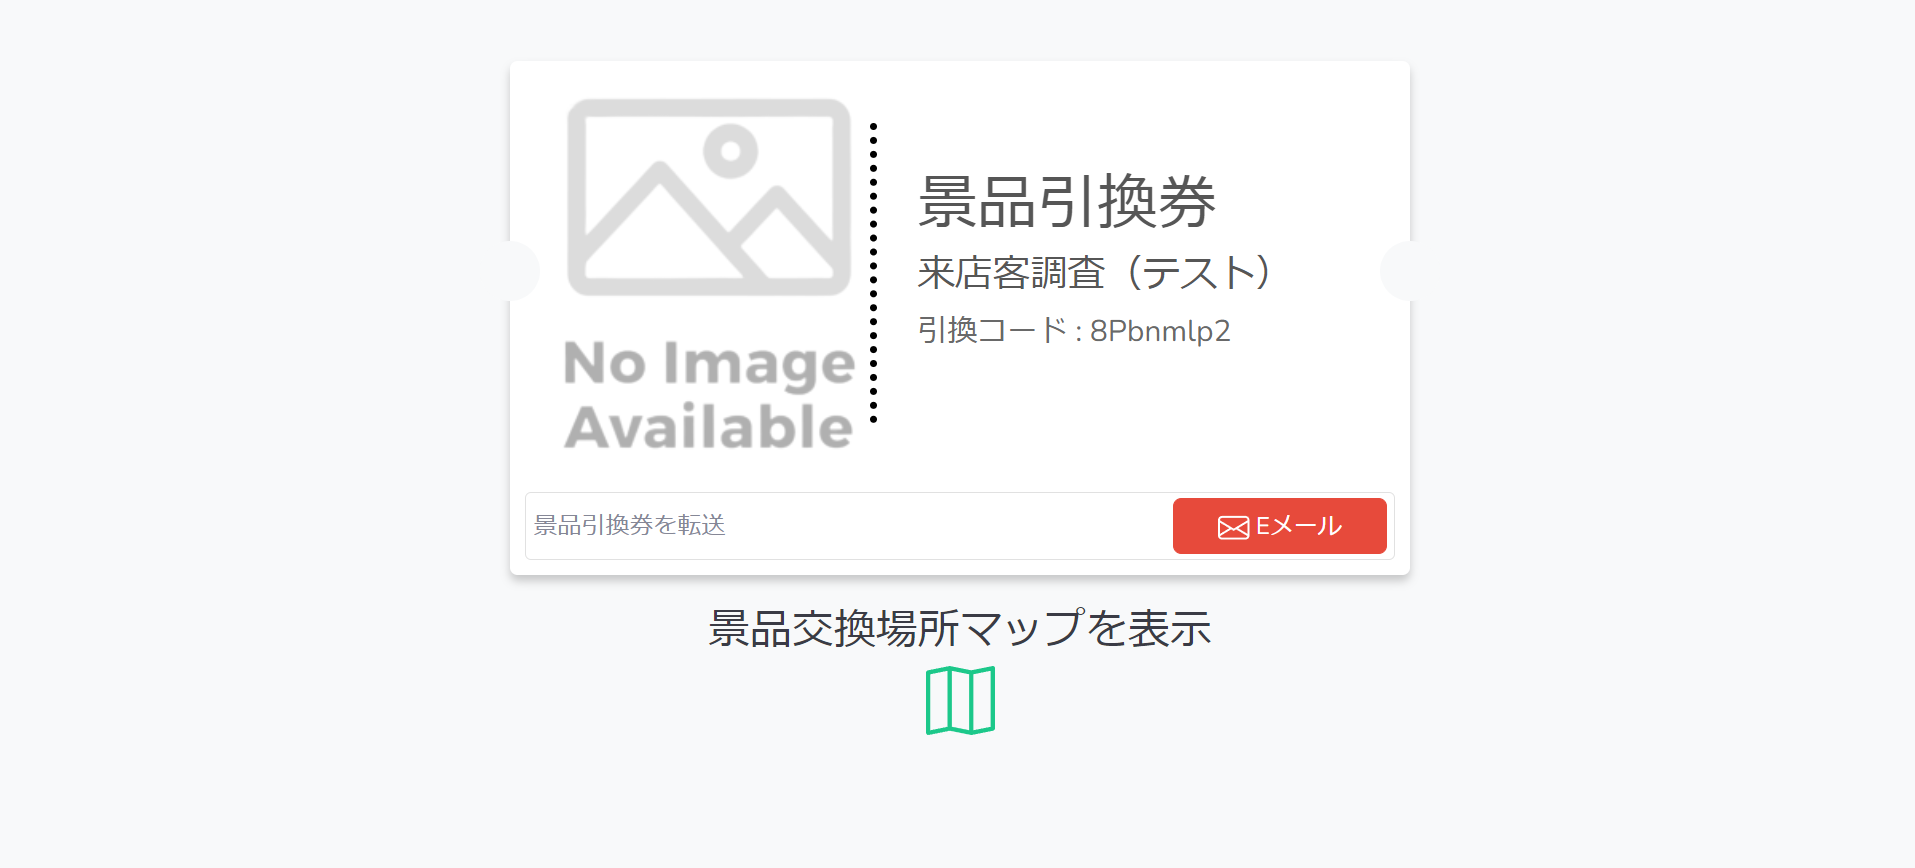 No Image
Available
景品引換券
来店客調査（テスト）
引換コード : 8Pbnmlp2
景品引換券を転送
Eメール
景品交換場所マップを表示